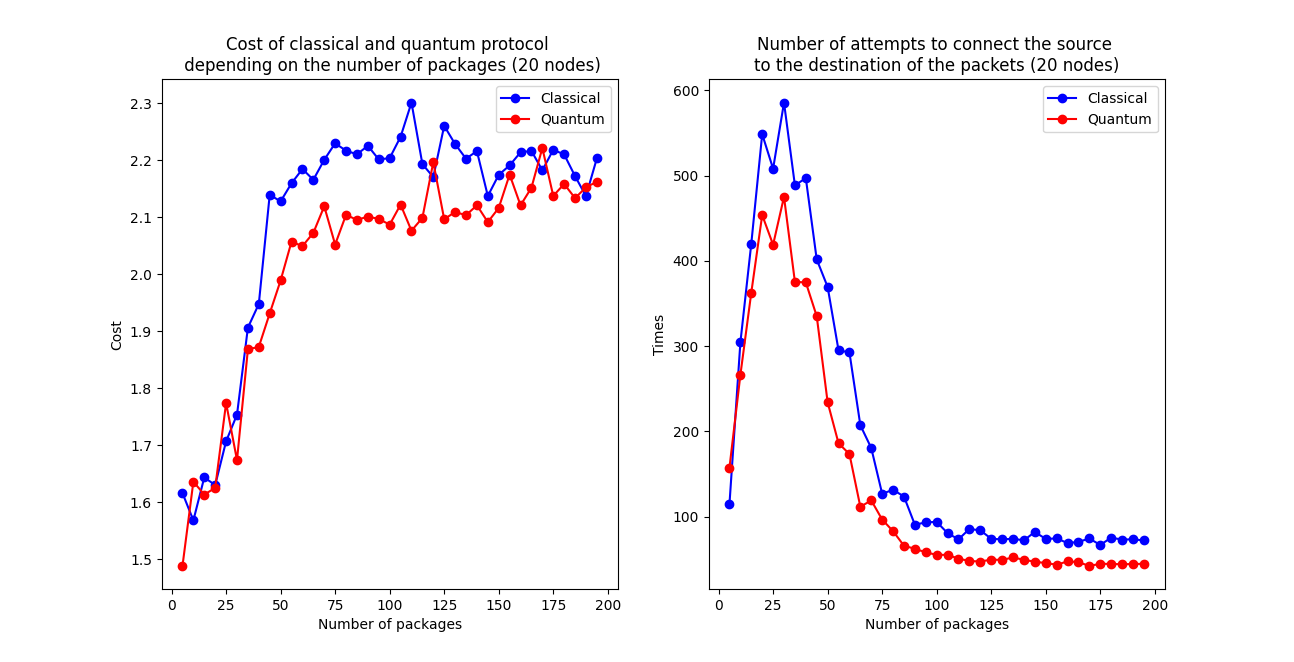 Cost of classical and quantum protocol
depending on the number of packages (20 nodes)
Classical
Quantum
2.3
2.2
2.1
2.0
1.9
1.8
1.7
1.6
1.5
Cost
0 25 50 75 100 125 150 175 200
Number of packages
Number of attempts to connect the source
to the destination of the packets (20 nodes)
Classical
Quantum
600
500
400
300
200
100
Times
0 25 50 75 100 125 150 175 200
Number of packages